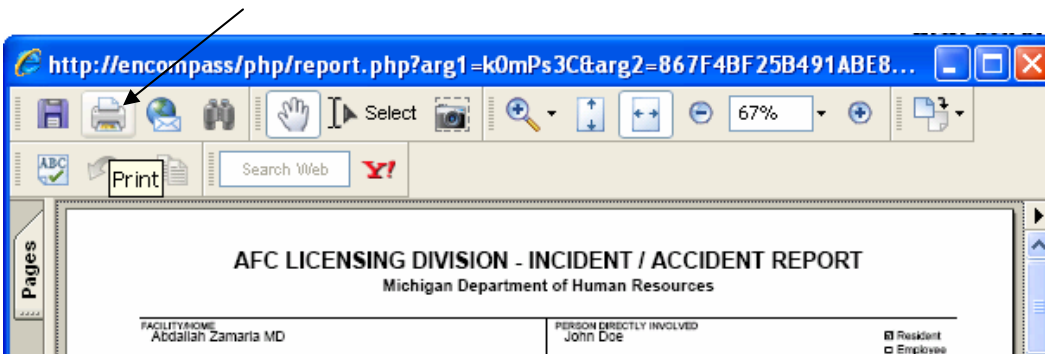 http://encompass/php/report.php?arg1=k0mPs3C&arg2=867F4BF25B491ABE8...
Select
67%
ABC
Print
Search Web
Y!
Pages
AFC LICENSING DIVISION - INCIDENT / ACCIDENT REPORT
Michigan Department of Human Resources
FACILITY/HOME
PERSON DIRECTLY INVOLVED
Abdallah Zamaria MD
John Doe
Resident
Employee